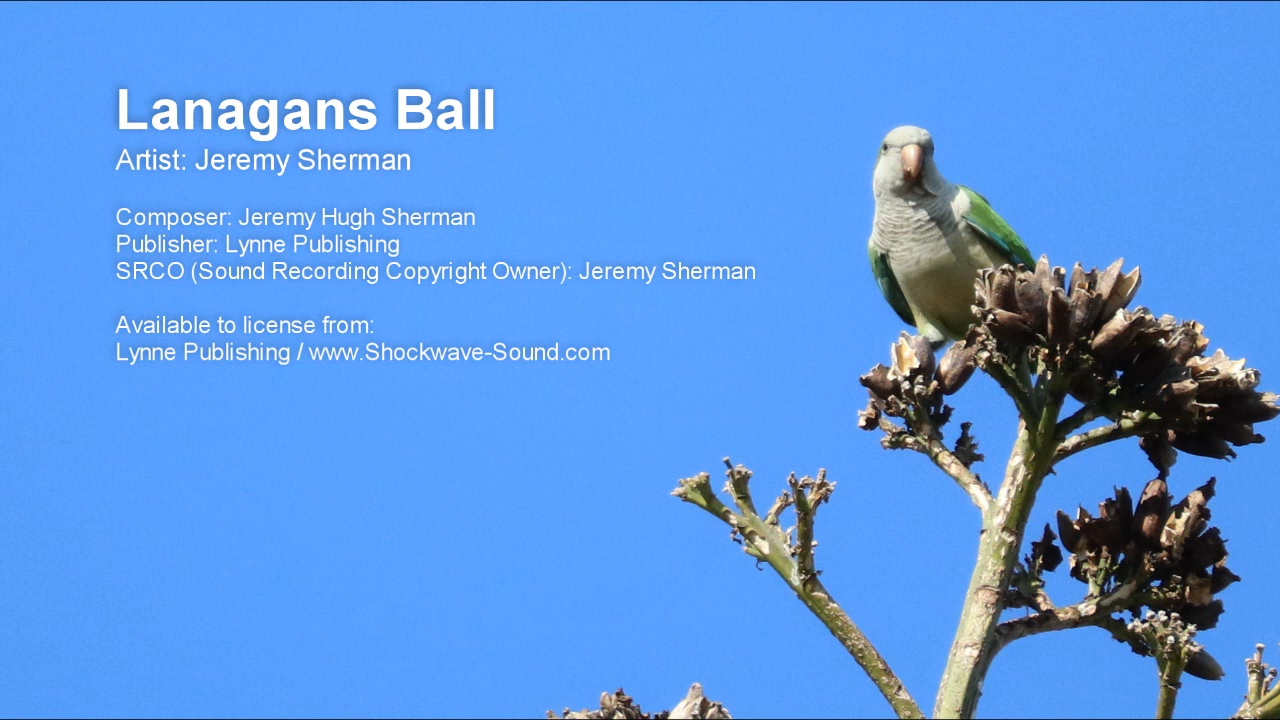 Lanagans Ball
Artist: Jeremy Sherman
Composer: Jeremy Hugh Sherman
Publisher: Lynne Publishing
SRCO (Sound Recording Copyright Owner): Jeremy Sherman
Available to license from:
Lynne Publishing / www.Shockwave-Sound.com